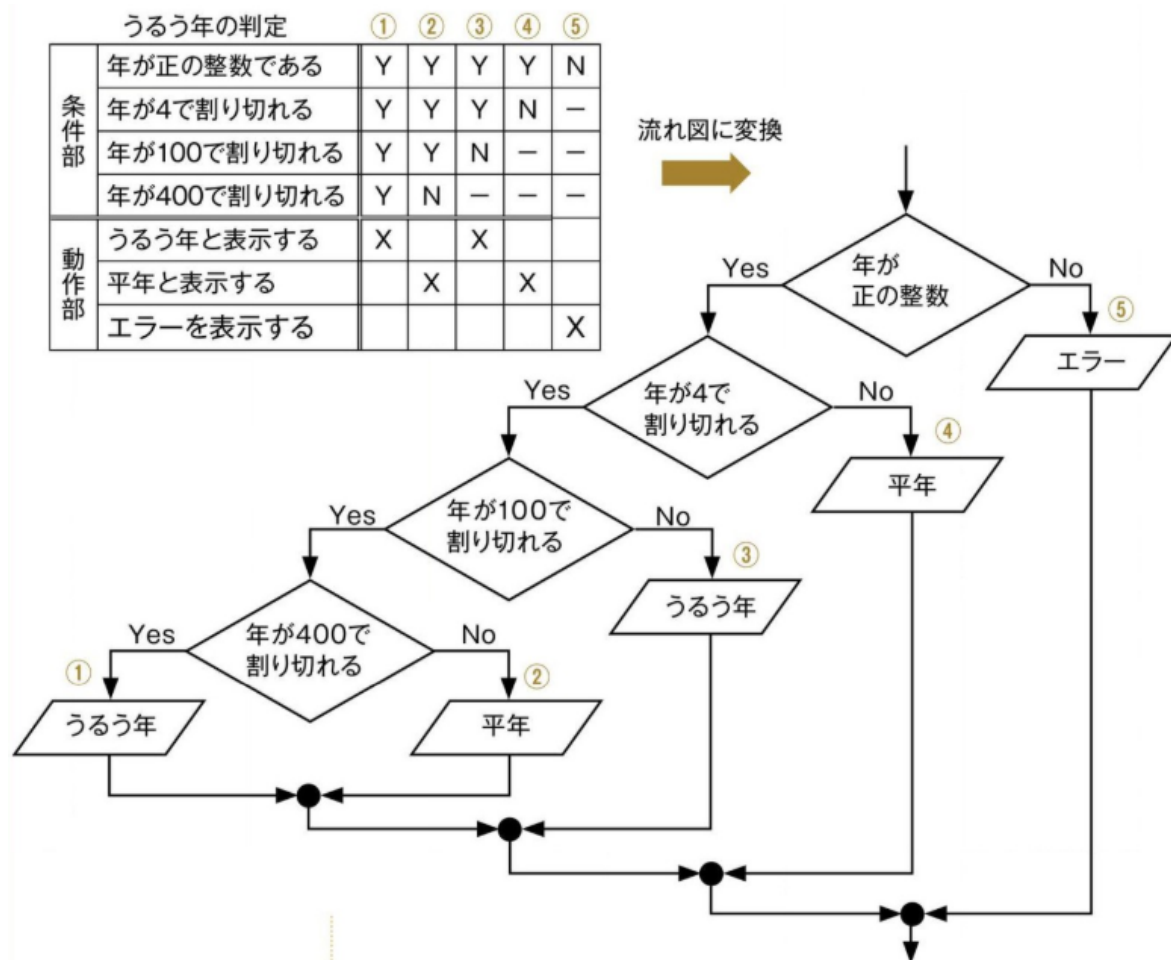 うるう年の判定 ① ② ③ ④ ⑤
条件部
年が正の整数である Y Y Y Y N
年が4で割り切れる Y Y Y N －
年が100で割り切れる Y Y N － －
年が400で割り切れる Y N － － －
動作部
うるう年と表示する X X
平年と表示する X X
エラーを表示する X
流れ図に変換
年が
正の整数
Yes
No
⑤
エラー
年が4で
割り切れる
Yes
No
④
平年
年が100で
割り切れる
Yes
No
③
うるう年
年が400で
割り切れる
Yes
No
①
うるう年
②
平年